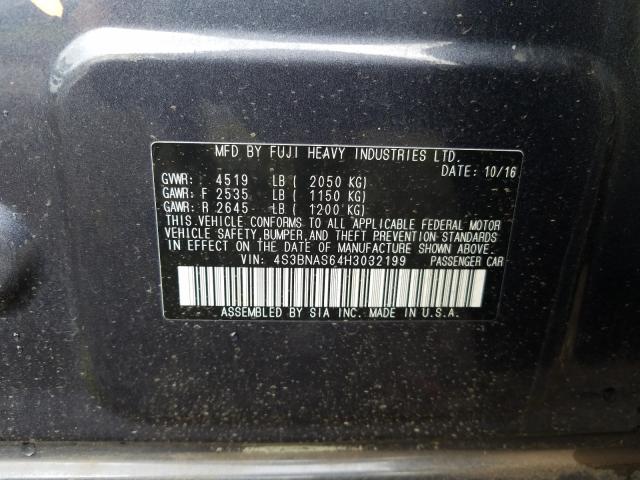 MFD BY FUJI HEAVY INDUSTRIES LTD.
DATE: 10/16
GVWR: 4519 LB ( 2050 KG)
GAWR: F 2535 LB ( 1150 KG)
GAWR: R 2645 LB ( 1200 KG)
THIS VEHICLE CONFORMS TO ALL APPLICABLE FEDERAL MOTOR
VEHICLE SAFETY, BUMPER, AND THEFT PREVENTION STANDARDS
IN EFFECT ON THE DATE OF MANUFACTURE SHOWN ABOVE.
VIN: 4S3BNAS64H3032199 PASSENGER CAR
ASSEMBLED BY SIA INC. MADE IN U.S.A.